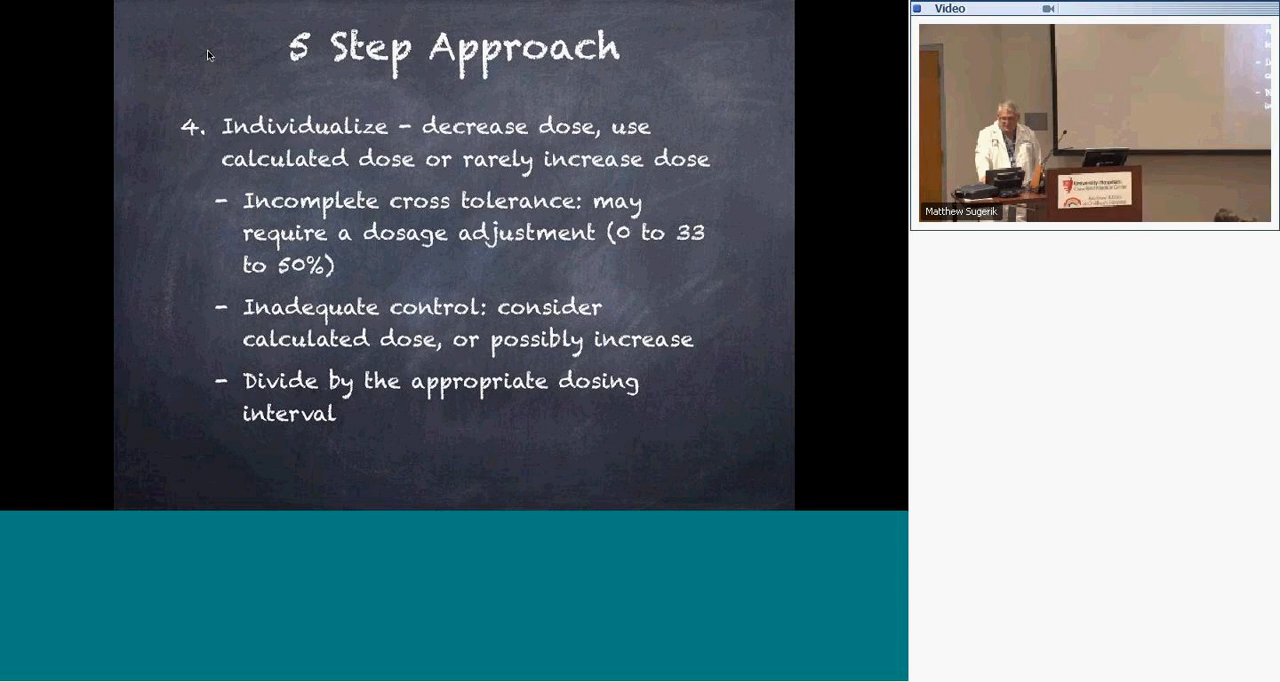 5 Step Approach
4. Individualize - decrease dose, use
calculated dose or rarely increase dose
- Incomplete cross tolerance: may
require a dosage adjustment (0 to 33
to 50%)
- Inadequate control: consider
calculated dose, or possibly increase
- Divide by the appropriate dosing
interval
Video
University Hospitals
Matthew Sugerik